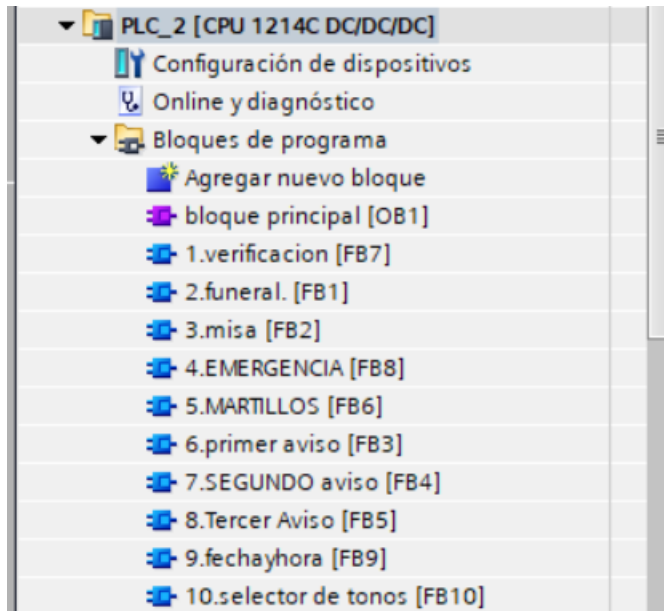 PLC_2 [CPU 1214C DC/DC/DC]
Configuración de dispositivos
Online y diagnóstico
Bloques de programa
Agregar nuevo bloque
bloque principal [OB1]
1.verificacion [FB7]
2.funeral. [FB1]
3.misa [FB2]
4.EMERGENCIA [FB8]
5.MARTILLOS [FB6]
6.primer aviso [FB3]
7.SEGUNDO aviso [FB4]
8.Tercer Aviso [FB5]
9.fechayhora [FB9]
10.selector de tonos [FB10]